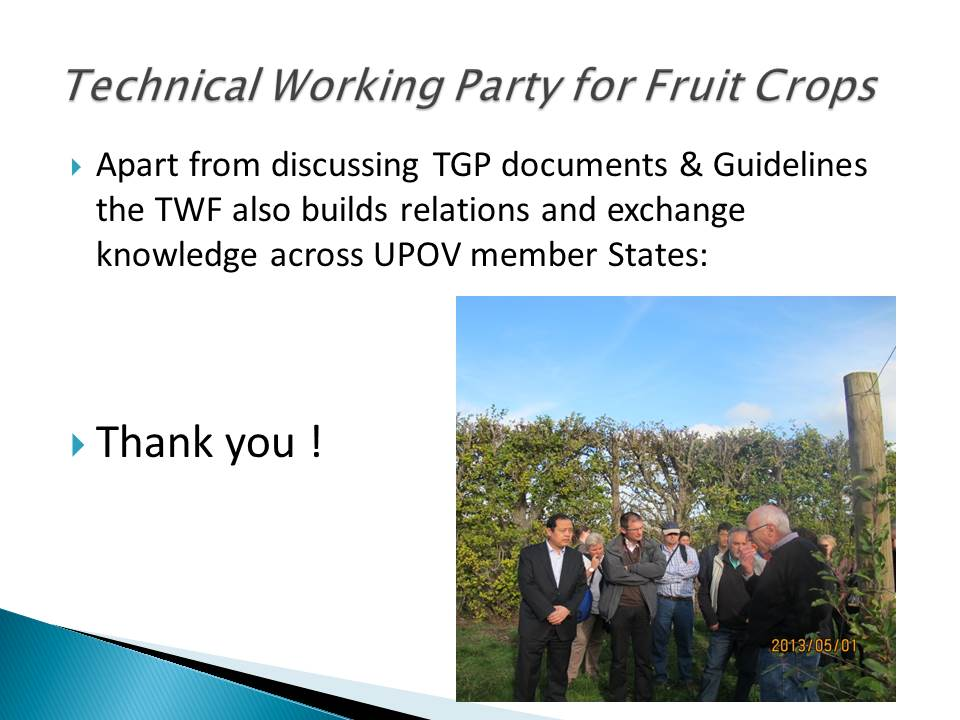 Technical Working Party for Fruit Crops
Apart from discussing TGP documents & Guidelines
the TWF also builds relations and exchange
knowledge across UPOV member States:
Thank you !
2013/05/01